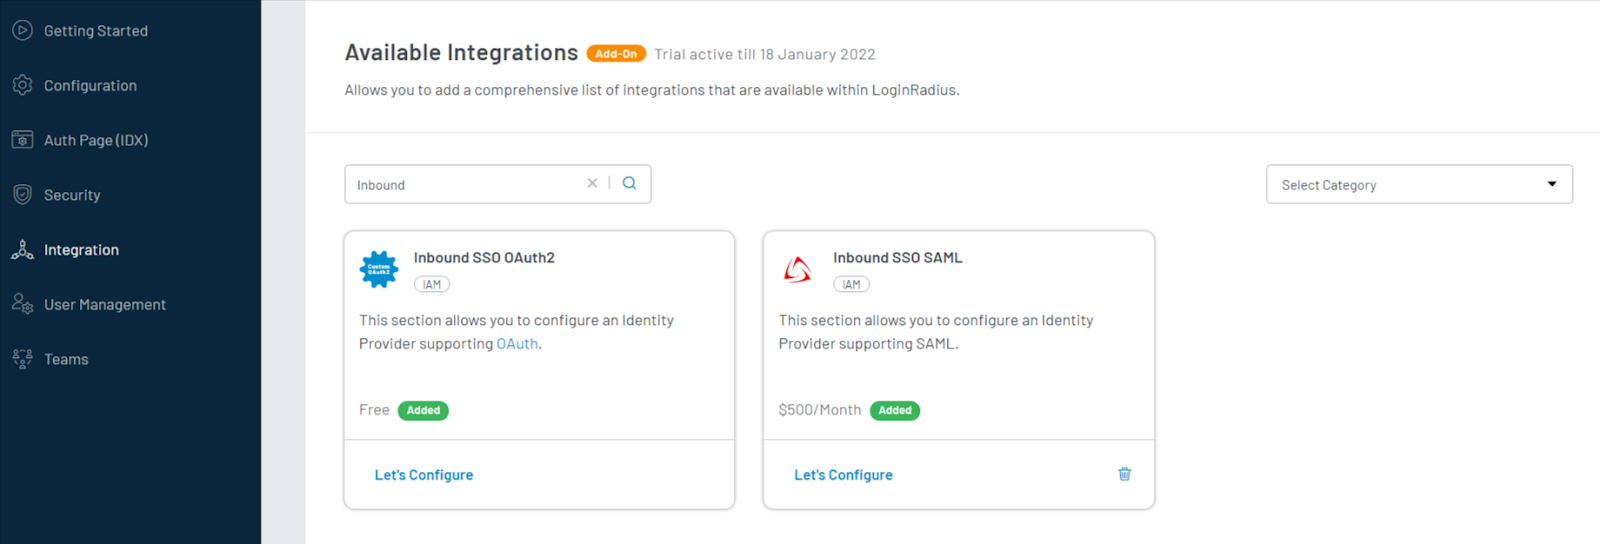 Getting Started
Configuration
Auth Page (IDX)
Security
Integration
User Management
Teams
Available Integrations Add-On Trial active till 18 January 2022
Allows you to add a comprehensive list of integrations that are available within LoginRadius.
Inbound
Select Category
Custom
OAuth2
Inbound SSO OAuth2
IAM
This section allows you to configure an Identity
Provider supporting OAuth.
Free Added
Let's Configure
Inbound SSO SAML
IAM
This section allows you to configure an Identity
Provider supporting SAML.
$500/Month Added
Let's Configure